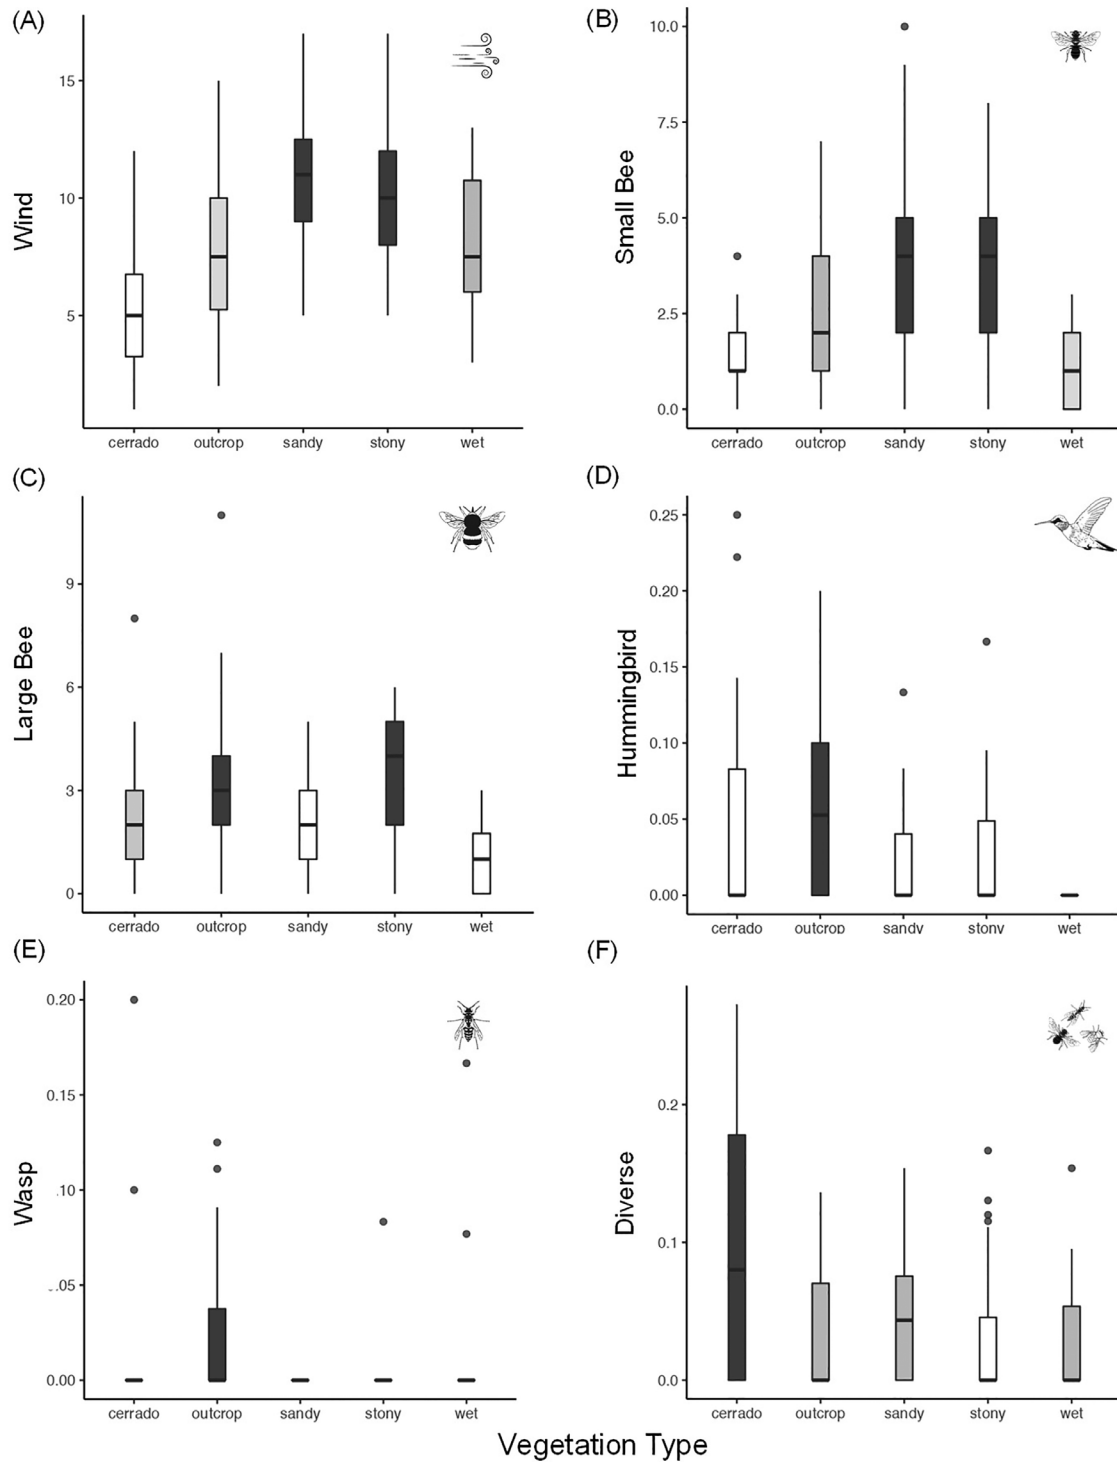 (A)
Wind
15
10
5
cerrado outcrop sandy stony wet
(B)
Small Bee
10.0
7.5
5.0
2.5
0.0
cerrado outcrop sandy stony wet
(C)
Large Bee
9
6
3
0
cerrado outcrop sandy stony wet
(D)
Hummingbird
0.25
0.20
0.15
0.10
0.05
0.00
cerrado outcrop sandy stony wet
(E)
Wasp
0.20
0.15
.10
.05
0.00
cerrado outcrop sandy stony wet
(F)
Diverse
0.2
0.1
0.0
cerrado outcrop sandy stony wet
Vegetation Type